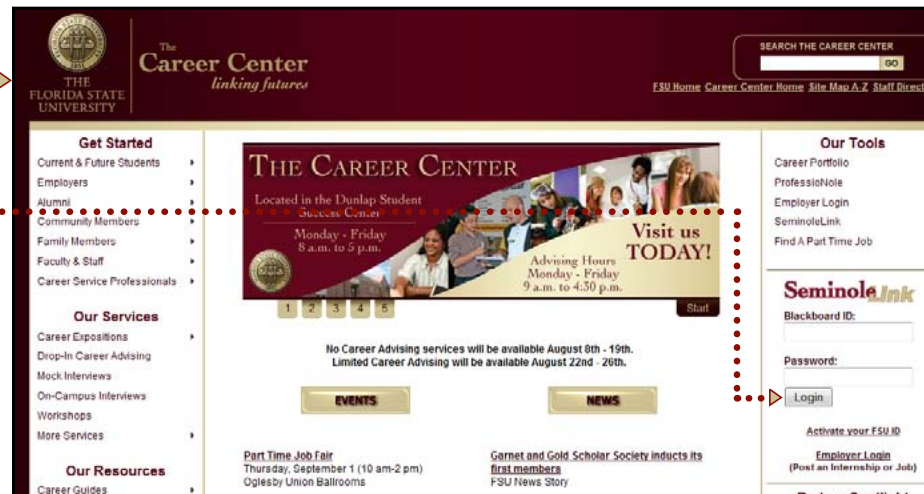 THE
FLORIDA STATE
UNIVERSITY
The
Career Center
linking futures
SEARCH THE CAREER CENTER
GO
FSU Home Career Center Home Site Map A-Z Staff Direct
Get Started
Current & Future Students
Employers
Alumni
Community Members
Family Members
Faculty & Staff
Career Service Professionals
Our Services
Career Expositions
Drop-In Career Advising
Mock Interviews
On-Campus Interviews
Workshops
More Services
Our Resources
Career Guides
THE CAREER CENTER
Located in the Dunlap Student
Success Center
Monday - Friday
8 a.m. to 5 p.m.
Advising Hours
Monday - Friday
9 a.m. to 4:30 p.m.
Visit us
TODAY!
1 2 3 4 5
Start
No Career Advising services will be available August 8th - 19th.
Limited Career Advising will be available August 22nd - 26th.
EVENTS
Part Time Job Fair
Thursday, September 1 (10 am-2 pm)
Oglesby Union Ballrooms
NEWS
Garnet and Gold Scholar Society inducts its
first members
FSU News Story
Our Tools
Career Portfolio
ProfessioNole
Employer Login
SeminoleLink
Find A Part Time Job
SeminoleLink
Blackboard ID:
Password:
Login
Activate your FSU ID
Employer Login
(Post an Internship or Job)